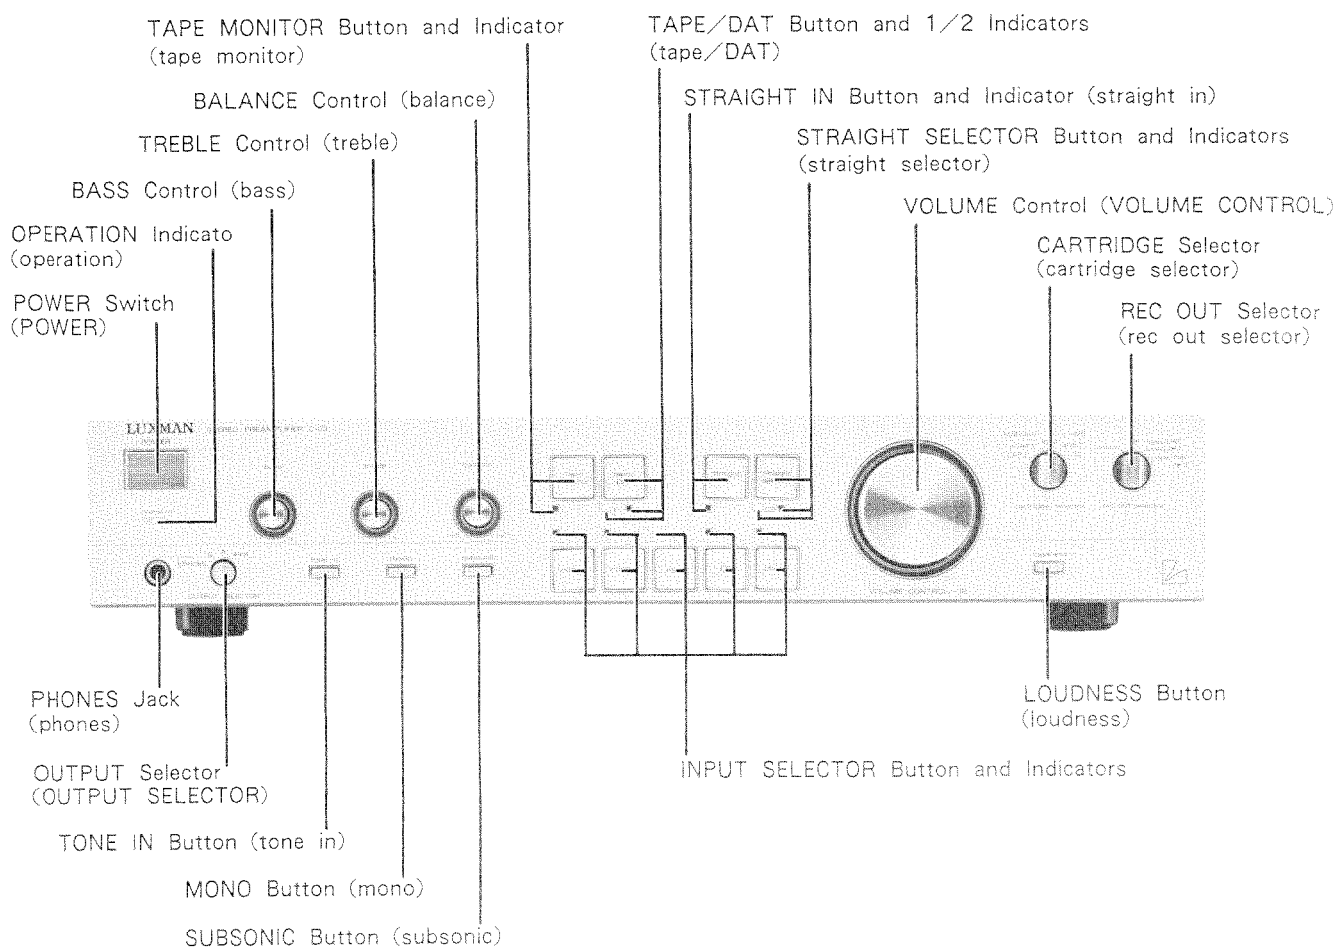 TAPE MONITOR Button and Indicator
(tape monitor)
TAPE/DAT Button and 1/2 Indicators
(tape/DAT)
BALANCE Control (balance)
STRAIGHT IN Button and Indicator (straight in)
TREBLE Control (treble)
STRAIGHT SELECTOR Button and Indicators
(straight selector)
BASS Control (bass)
VOLUME Control (VOLUME CONTROL)
OPERATION Indicato
(operation)
CARTRIDGE Selector
(cartridge selector)
POWER Switch
(POWER)
REC OUT Selector
(rec out selector)
LUXMAN
VOLUME CONTROL
PHONES Jack
(phones)
LOUDNESS Button
(loudness)
OUTPUT Selector
(OUTPUT SELECTOR)
INPUT SELECTOR Button and Indicators
TONE IN Button (tone in)
MONO Button (mono)
SUBSONIC Button (subsonic)